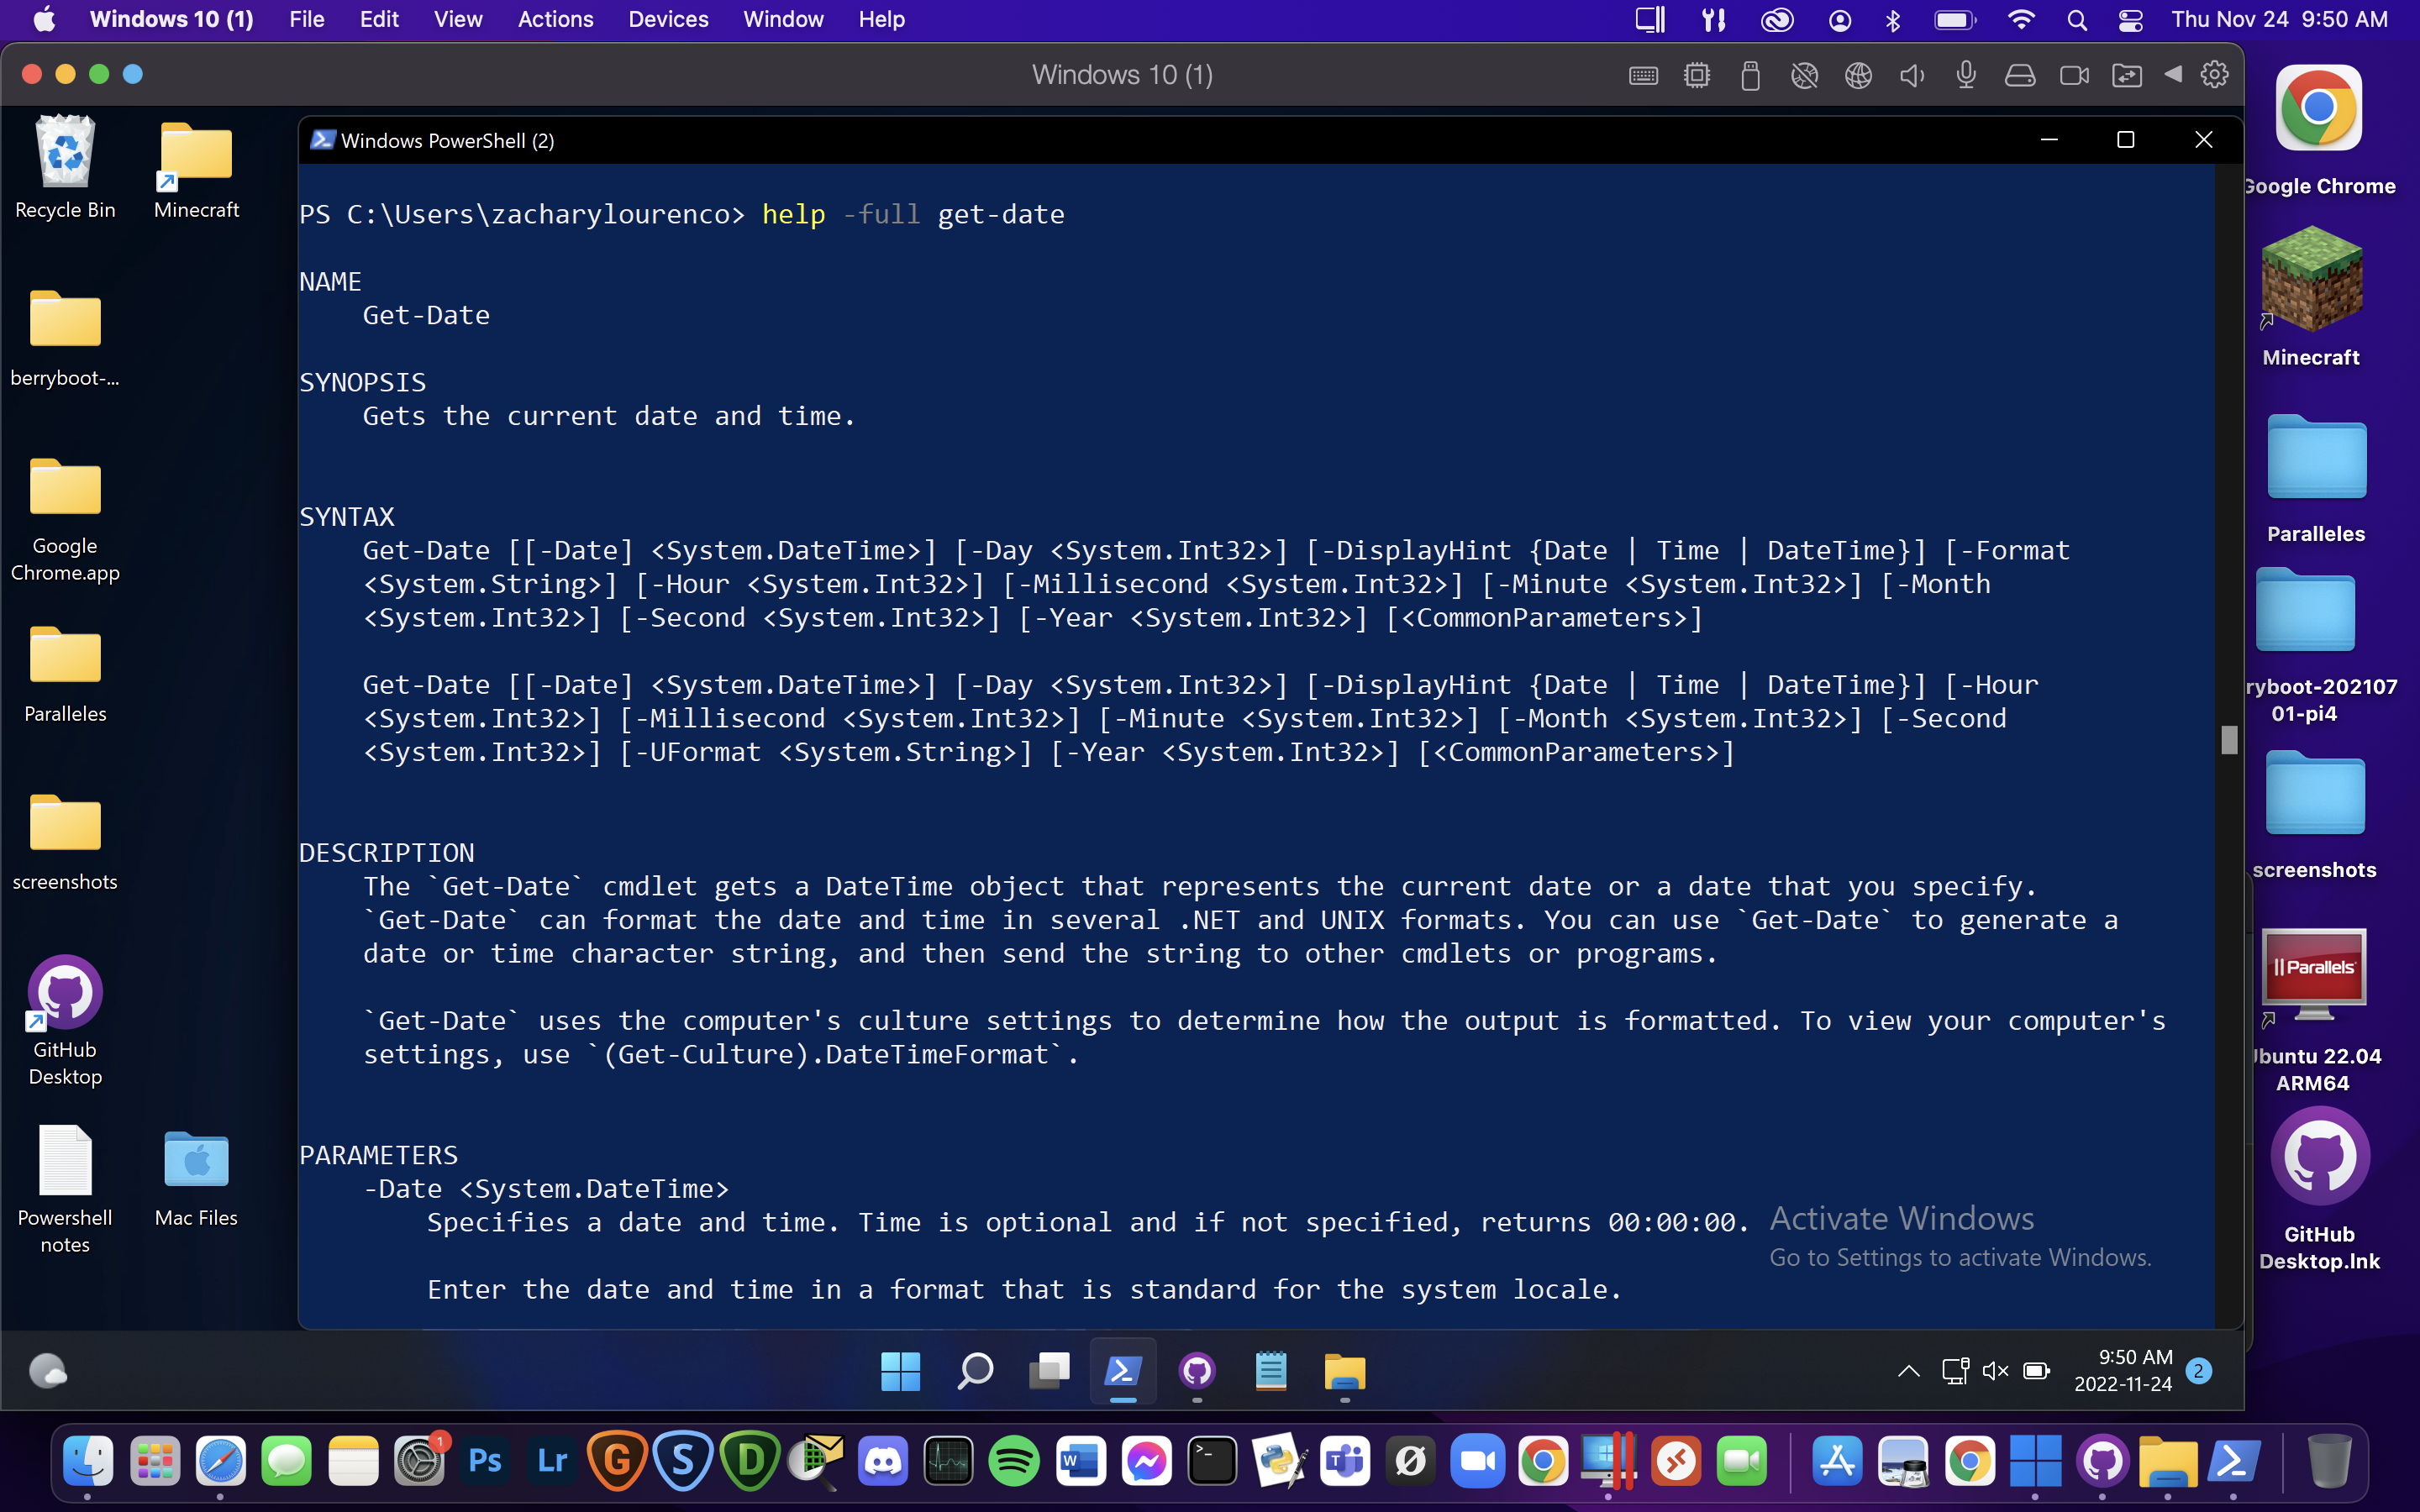 Windows 10 (1) File Edit View Actions Devices Window Help Thu Nov 24 9:50 AM
Windows 10 (1)
Windows PowerShell (2)
PS C:\Users\zacharylourenco> help -full get-date
NAME
Get-Date
SYNOPSIS
Gets the current date and time.
SYNTAX
Get-Date [[-Date] <System.DateTime>] [-Day <System.Int32>] [-DisplayHint {Date | Time | DateTime}] [-Format
<System.String>] [-Hour <System.Int32>] [-Millisecond <System.Int32>] [-Minute <System.Int32>] [-Month
<System.Int32>] [-Second <System.Int32>] [-Year <System.Int32>] [<CommonParameters>]
Get-Date [[-Date] <System.DateTime>] [-Day <System.Int32>] [-DisplayHint {Date | Time | DateTime}] [-Hour
<System.Int32>] [-Millisecond <System.Int32>] [-Minute <System.Int32>] [-Month <System.Int32>] [-Second
<System.Int32>] [-UFormat <System.String>] [-Year <System.Int32>] [<CommonParameters>]
DESCRIPTION
The `Get-Date` cmdlet gets a DateTime object that represents the current date or a date that you specify.
`Get-Date` can format the date and time in several .NET and UNIX formats. You can use `Get-Date` to generate a
date or time character string, and then send the string to other cmdlets or programs.
`Get-Date` uses the computer's culture settings to determine how the output is formatted. To view your computer's
settings, use `(Get-Culture).DateTimeFormat`.
PARAMETERS
-Date <System.DateTime>
Specifies a date and time. Time is optional and if not specified, returns 00:00:00.
Enter the date and time in a format that is standard for the system locale.
Activate Windows
Go to Settings to activate Windows.
Recycle Bin
Minecraft
berryboot-...
Google
Chrome.app
Paralleles
screenshots
GitHub
Desktop
Powershell
notes
Mac Files
Google Chrome
Minecraft
Paralleles
ryboot-202107
01-pi4
screenshots
Parallels
buntu 22.04
ARM64
GitHub
Desktop.lnk
9:50 AM
2022-11-24
2
1
Ps
Lr
G
S
D
W
T